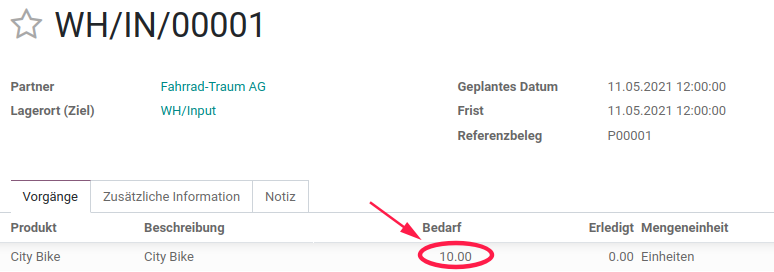 WH/IN/00001
Partner Fahrrad-Traum AG Geplantes Datum 11.05.2021 12:00:00
Lagerort (Ziel) WH/Input Frist 11.05.2021 12:00:00
Referenzbeleg P00001
Vorgänge Zusätzliche Information Notiz
Produkt Beschreibung Bedarf Erledigt Mengeneinheit
City Bike City Bike 10.00 0.00 Einheiten